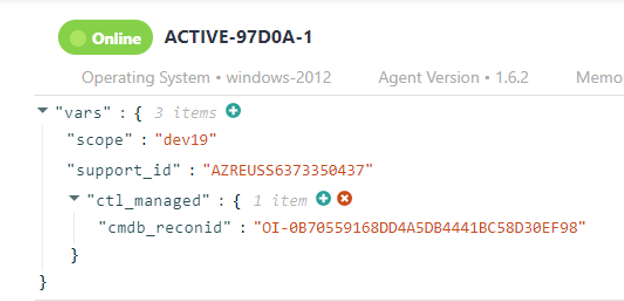 Online ACTIVE-97D0A-1
Operating System • windows-2012 Agent Version • 1.6.2 Memo
"vars" : { 3 items
"scope" : "dev19"
"support_id" : "AZREUSS6373350437"
"ctl_managed" : { 1 item
"cmdb_reconid" : "OI-0B70559168DD4A5DB4441BC58D30EF98"
}
}